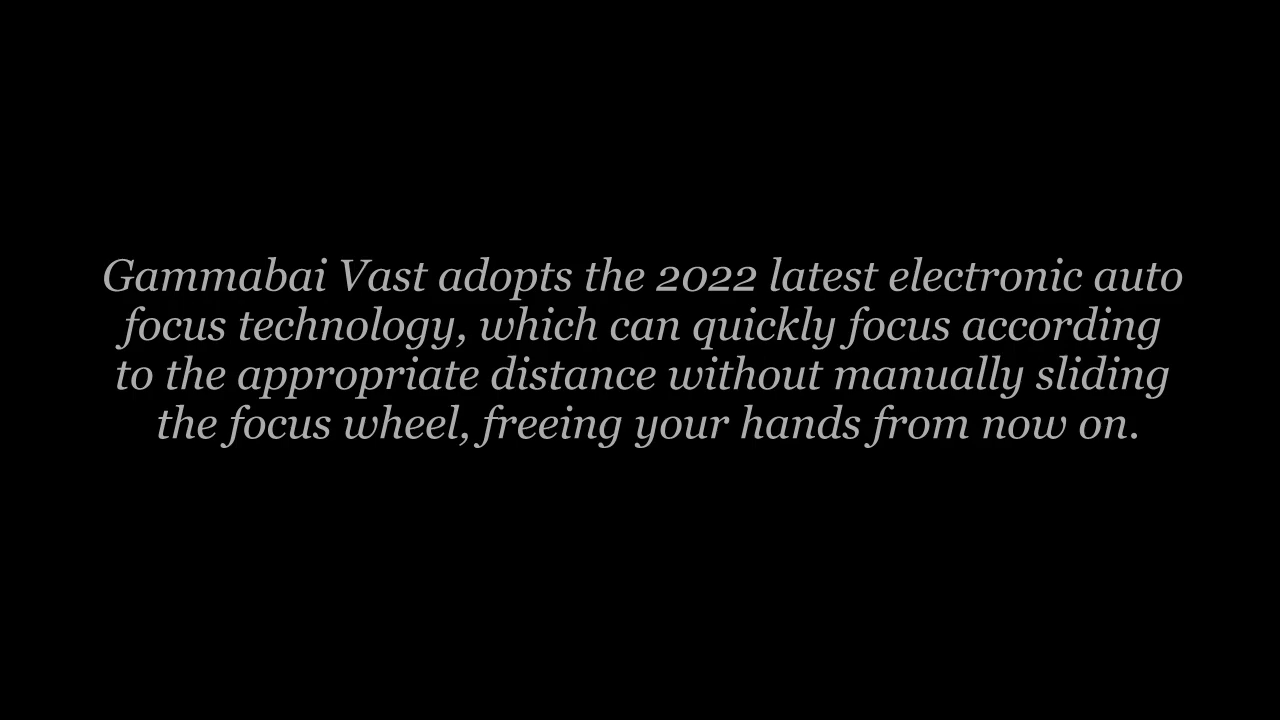 Gammabai Vast adopts the 2022 latest electronic auto
focus technology, which can quickly focus according
to the appropriate distance without manually sliding
the focus wheel, freeing your hands from now on.